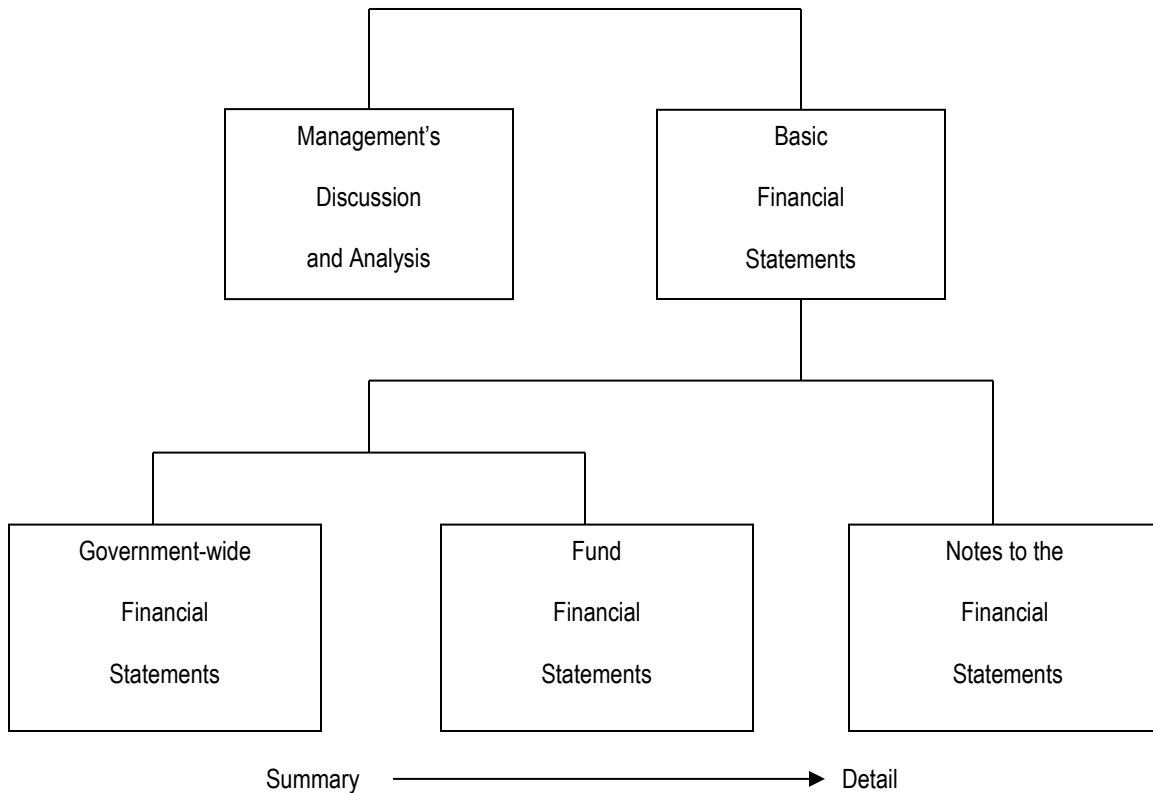 Management’s
Discussion
and Analysis
Basic
Financial
Statements
Government-wide
Financial
Statements
Fund
Financial
Statements
Notes to the
Financial
Statements
Summary
Detail